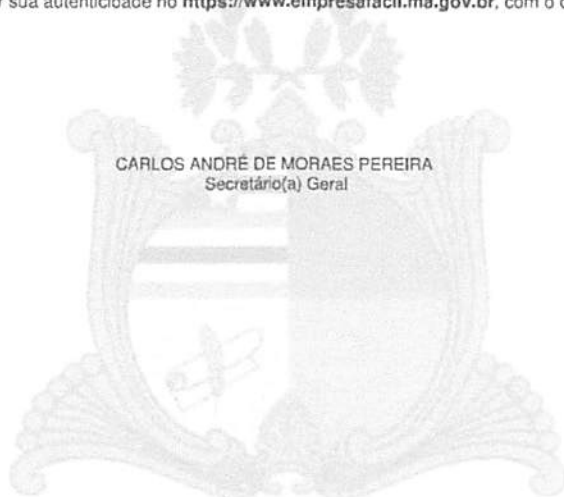 sua autenticidade no https://www.empresafacil.ma.gov.br, com o
CARLOS ANDRÉ DE MORAES PEREIRA
Secretário(a) Geral